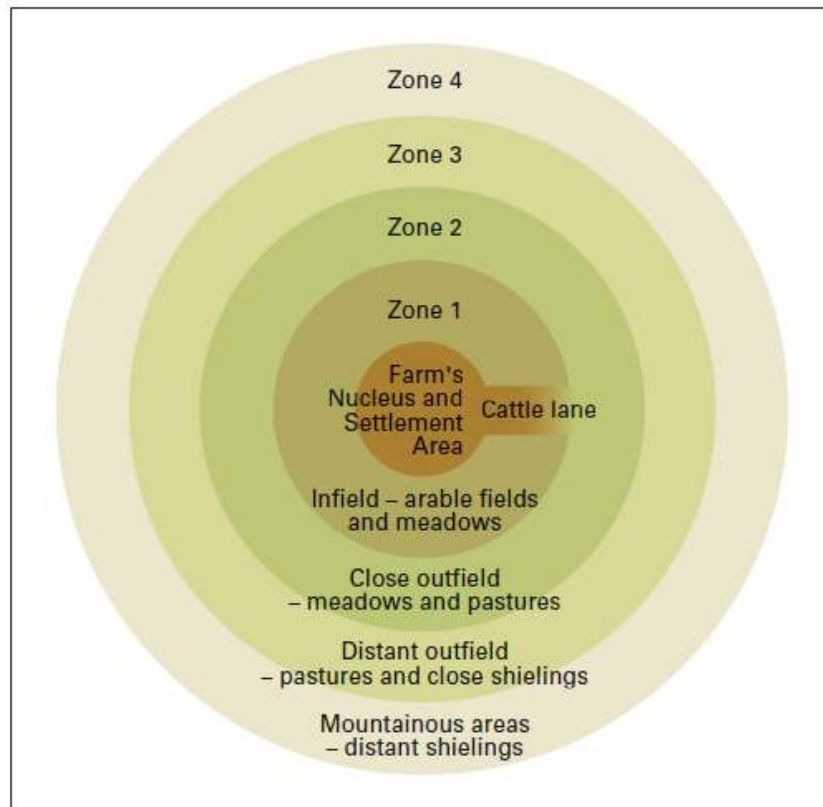 Zone 4
Zone 3
Zone 2
Zone 1
Farm's
Nucleus and
Settlement
Area
Cattle lane
Infield – arable fields
and meadows
Close outfield
– meadows and pastures
Distant outfield
– pastures and close shielings
Mountainous areas
– distant shielings